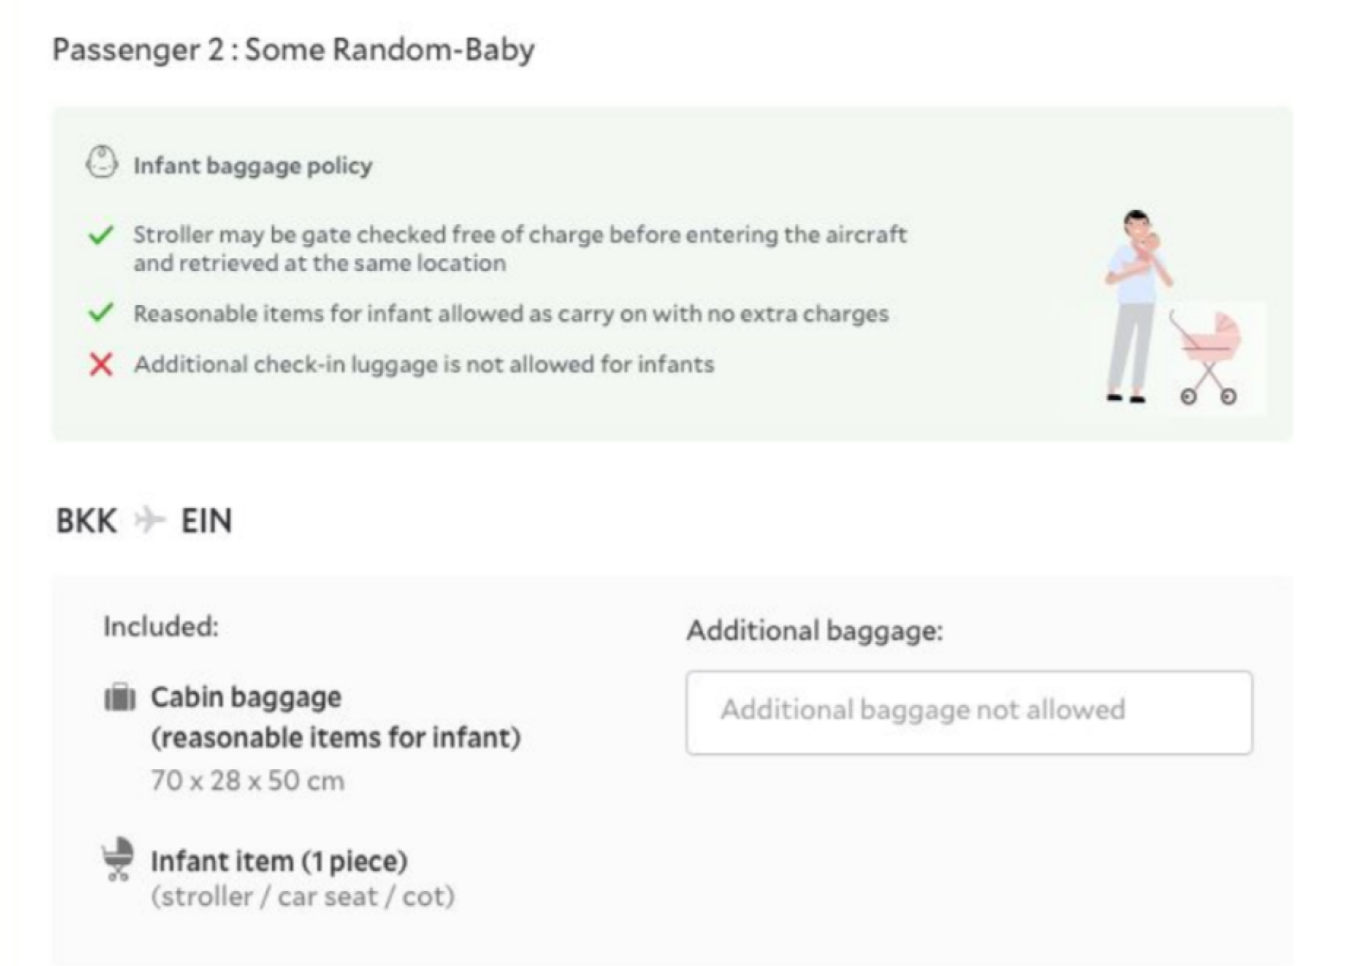 Passenger 2 : Some Random-Baby
Infant baggage policy
Stroller may be gate checked free of charge before entering the aircraft
and retrieved at the same location
Reasonable items for infant allowed as carry on with no extra charges
Additional check-in luggage is not allowed for infants
BKK EIN
Included:
Cabin baggage
(reasonable items for infant)
70 x 28 x 50 cm
Infant item (1 piece)
(stroller / car seat / cot)
Additional baggage:
Additional baggage not allowed